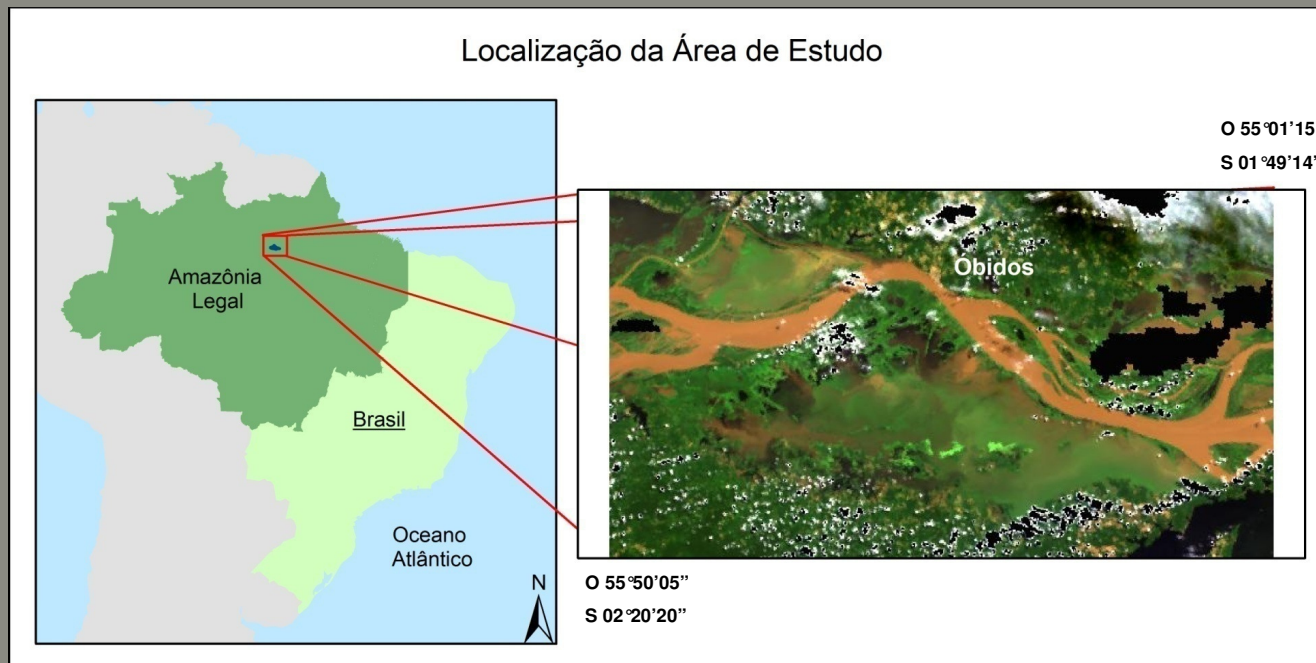 Localização da Área de Estudo
O 55°01'15
S 01°49'14'
Óbidos
Amazônia
Legal
Brasil
Oceano
Atlântico
N
O 55°50'05”
S 02°20'20”